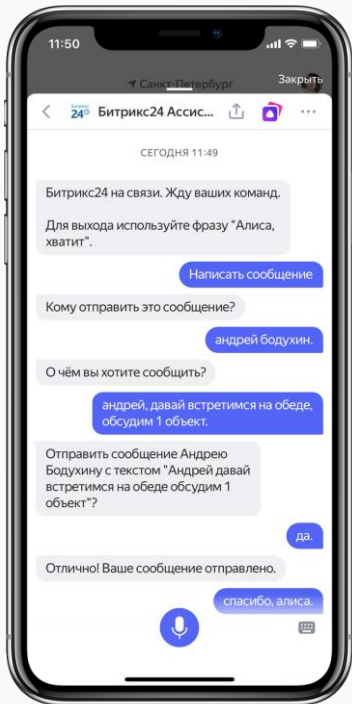 11:50
Санкт-Петербург
Закрыть
Битрикс 24
Битрикс24 Ассис...
СЕГОДНЯ 11:49
Битрикс24 на связи. Жду ваших команд.
Для выхода используйте фразу "Алиса,
хватит".
Написать сообщение
Кому отправить это сообщение?
андрей бодухин.
О чём вы хотите сообщить?
андрей, давай встретимся на обеде,
обсудим 1 объект.
Отправить сообщение Андрею
Бодухину с текстом "Андрей давай
встретимся на обеде обсудим 1
объект"?
да.
Отлично! Ваше сообщение отправлено.
спасибо, алиса.